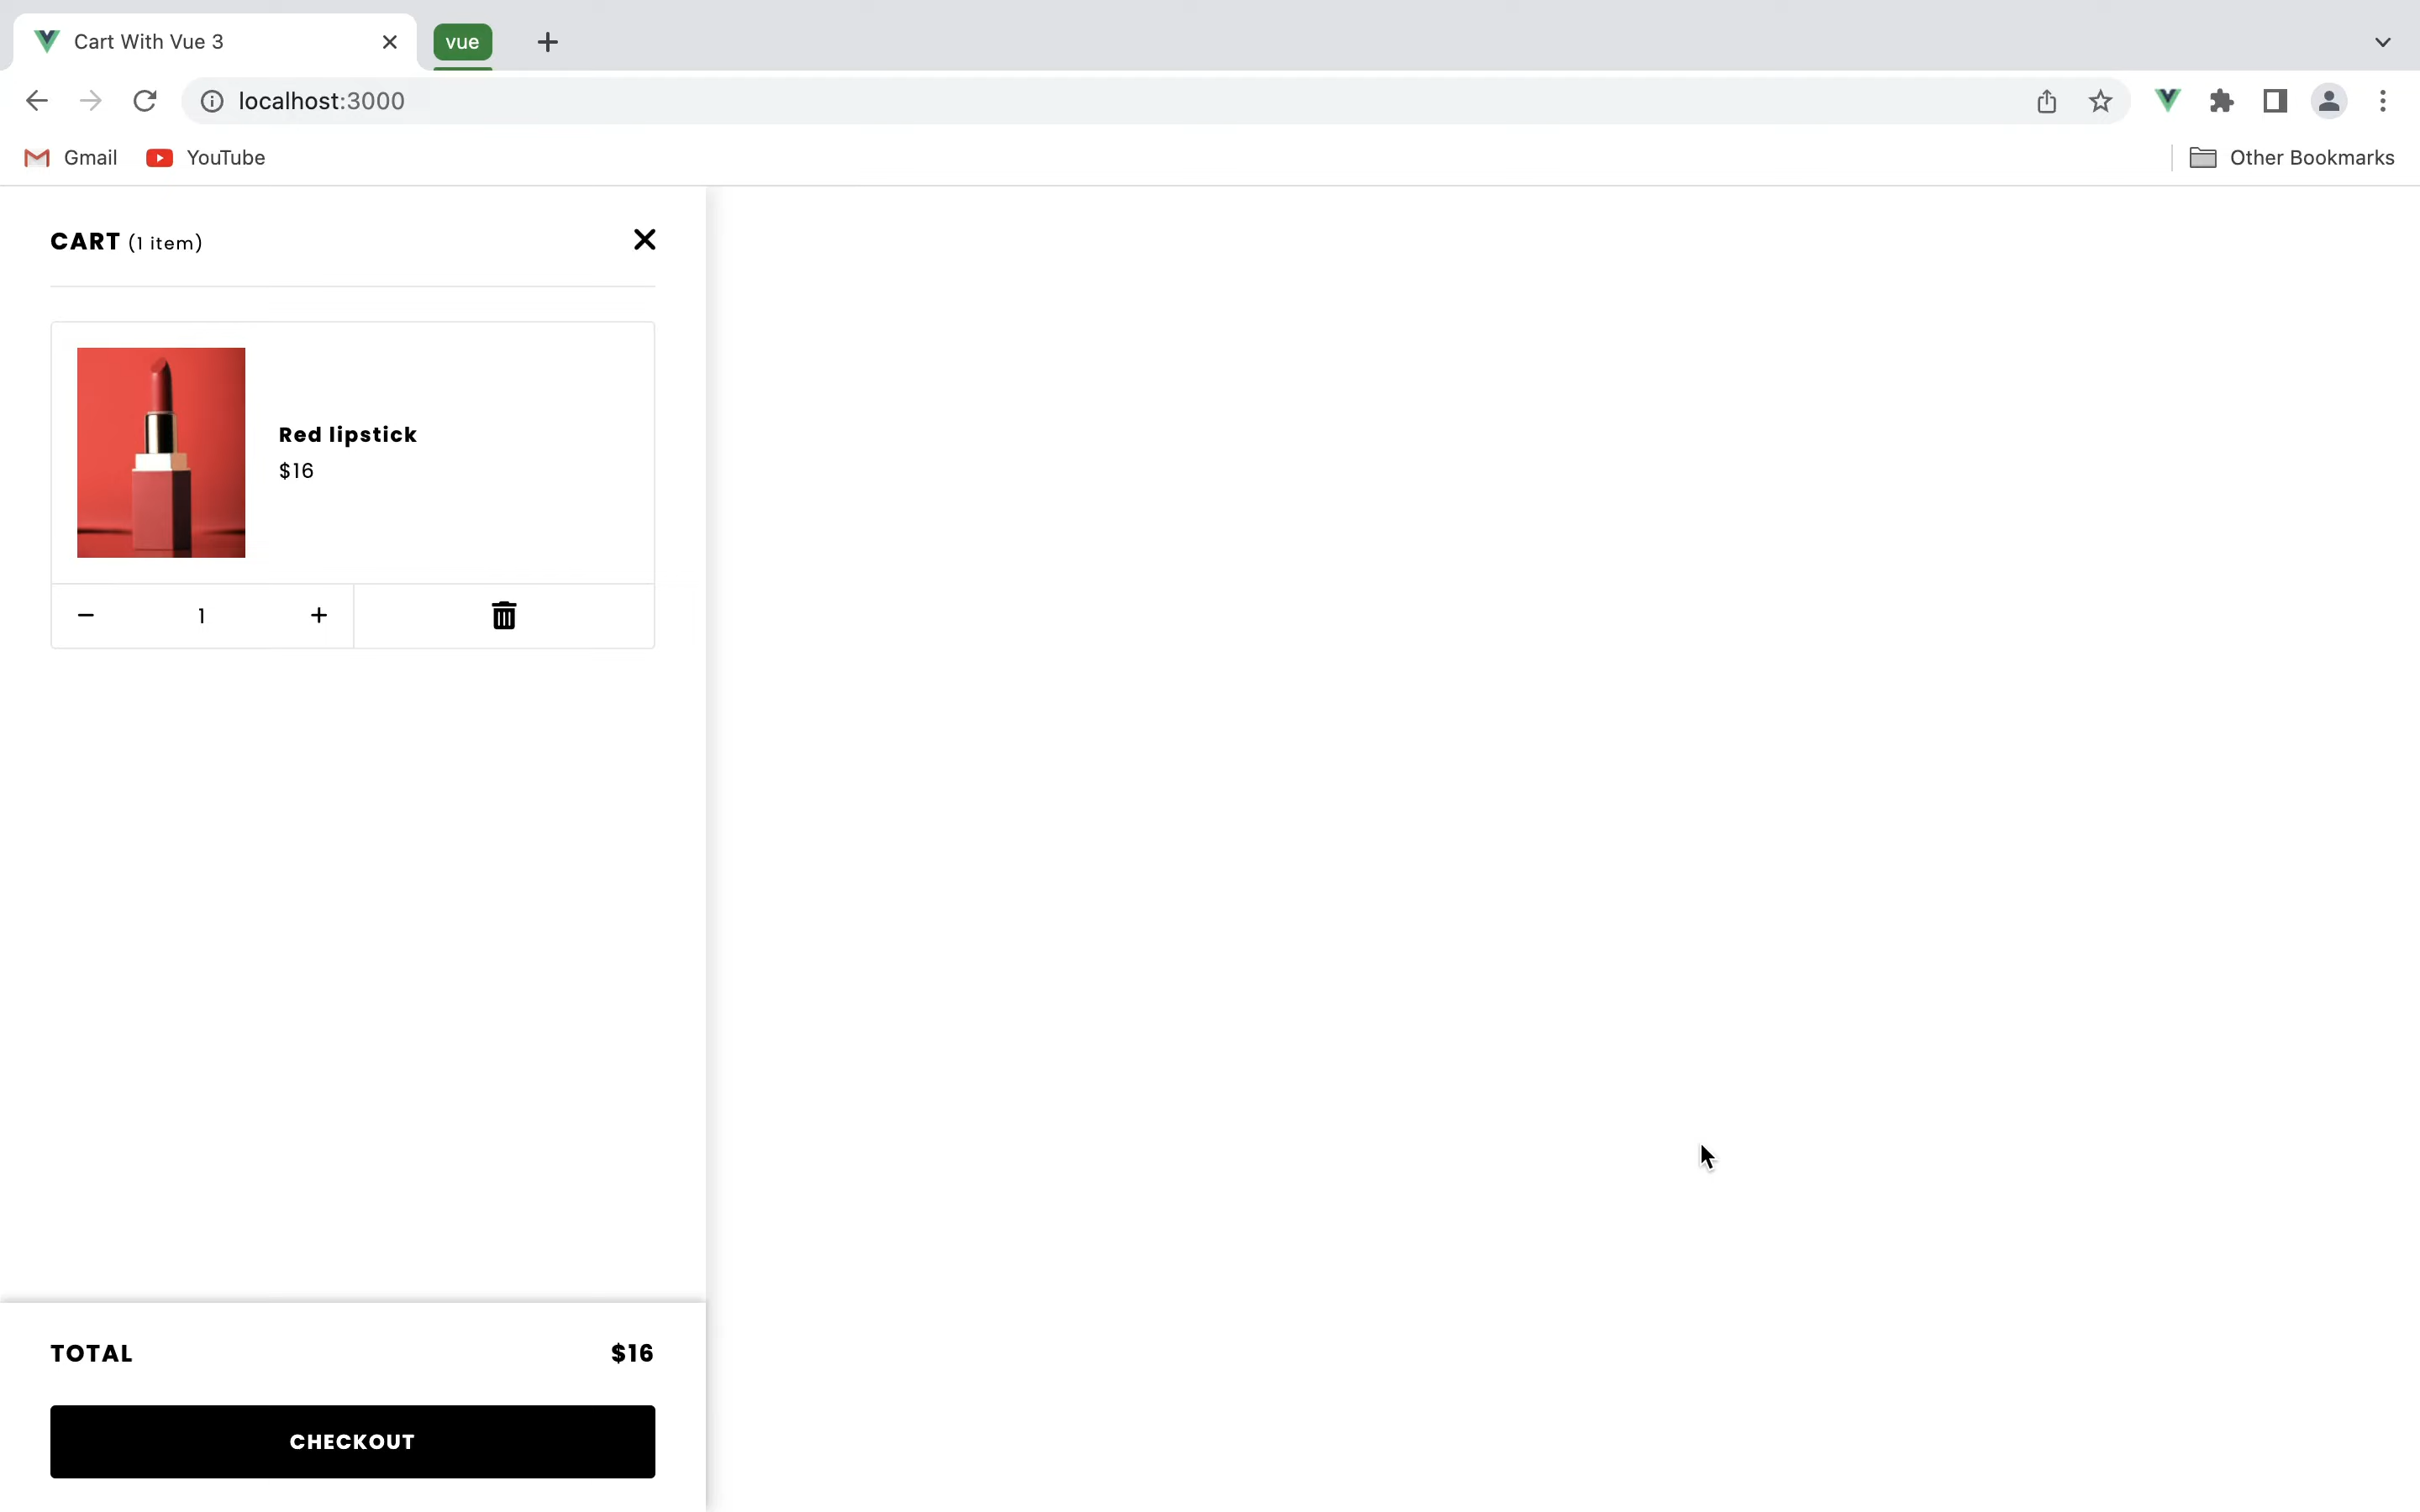 Cart With Vue 3
vue
localhost:3000
Gmail
YouTube
Other Bookmarks
CART (1 item)
Red lipstick
$16
1
TOTAL
$16
CHECKOUT